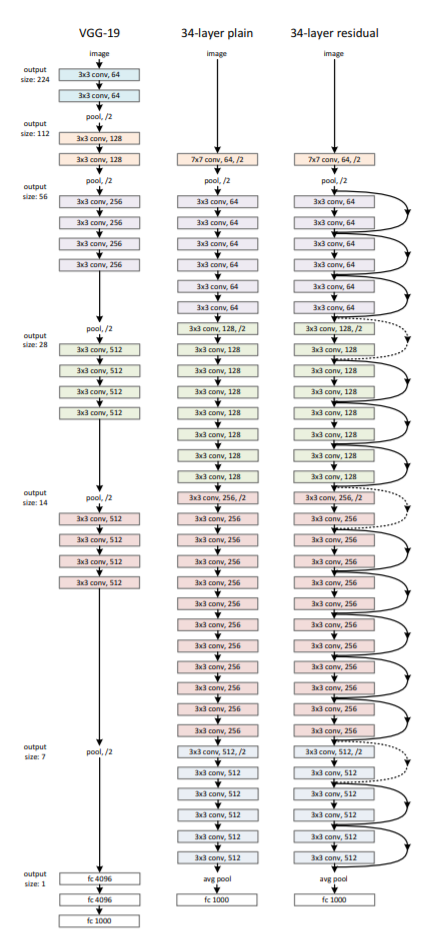 output
size: 224
output
size: 112
output
size: 56
output
size: 28
output
size: 14
output
size: 7
output
size: 1
VGG-19
image
3x3 conv, 64
3x3 conv, 64
pool, /2
3x3 conv, 128
3x3 conv, 128
pool, /2
3x3 conv, 256
3x3 conv, 256
3x3 conv, 256
3x3 conv, 256
pool, /2
3x3 conv, 512
3x3 conv, 512
3x3 conv, 512
3x3 conv, 512
pool, /2
3x3 conv, 512
3x3 conv, 512
3x3 conv, 512
3x3 conv, 512
pool, /2
fc 4096
fc 4096
fc 1000
34-layer plain
image
7x7 conv, 64, /2
pool, /2
3x3 conv, 64
3x3 conv, 64
3x3 conv, 64
3x3 conv, 64
3x3 conv, 64
3x3 conv, 64
3x3 conv, 128, /2
3x3 conv, 128
3x3 conv, 128
3x3 conv, 128
3x3 conv, 128
3x3 conv, 128
3x3 conv, 128
3x3 conv, 128
3x3 conv, 256, /2
3x3 conv, 256
3x3 conv, 256
3x3 conv, 256
3x3 conv, 256
3x3 conv, 256
3x3 conv, 256
3x3 conv, 256
3x3 conv, 256
3x3 conv, 256
3x3 conv, 256
3x3 conv, 256
3x3 conv, 512, /2
3x3 conv, 512
3x3 conv, 512
3x3 conv, 512
3x3 conv, 512
3x3 conv, 512
avg pool
fc 1000
34-layer residual
image
7x7 conv, 64, /2
pool, /2
3x3 conv, 64
3x3 conv, 64
3x3 conv, 64
3x3 conv, 64
3x3 conv, 64
3x3 conv, 64
3x3 conv, 128, /2
3x3 conv, 128
3x3 conv, 128
3x3 conv, 128
3x3 conv, 128
3x3 conv, 128
3x3 conv, 128
3x3 conv, 128
3x3 conv, 256, /2
3x3 conv, 256
3x3 conv, 256
3x3 conv, 256
3x3 conv, 256
3x3 conv, 256
3x3 conv, 256
3x3 conv, 256
3x3 conv, 256
3x3 conv, 256
3x3 conv, 256
3x3 conv, 256
3x3 conv, 512, /2
3x3 conv, 512
3x3 conv, 512
3x3 conv, 512
3x3 conv, 512
3x3 conv, 512
avg pool
fc 1000